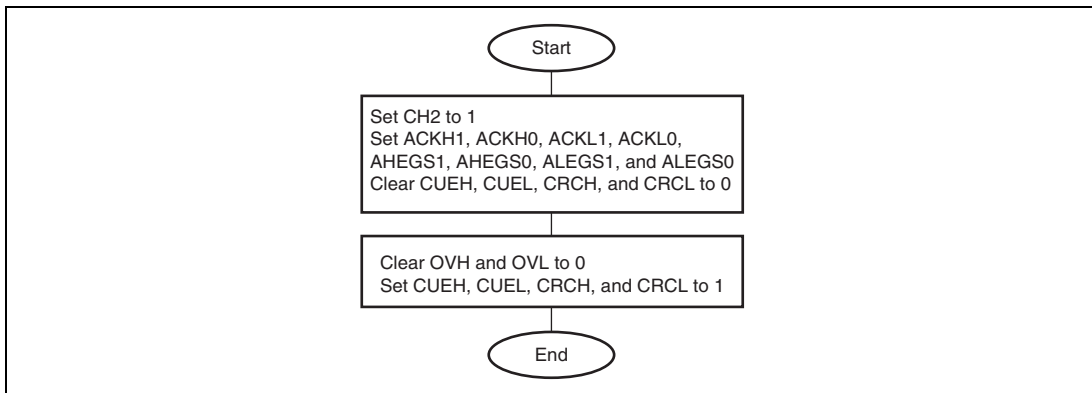 Start
Set CH2 to 1
Set ACKH1, ACKH0, ACKL1, ACKL0,
AHEGS1, AHEGS0, ALEGS1, and ALEGS0
Clear CUEH, CUEL, CRCH, and CRCL to 0
Clear OVH and OVL to 0
Set CUEH, CUEL, CRCH, and CRCL to 1
End